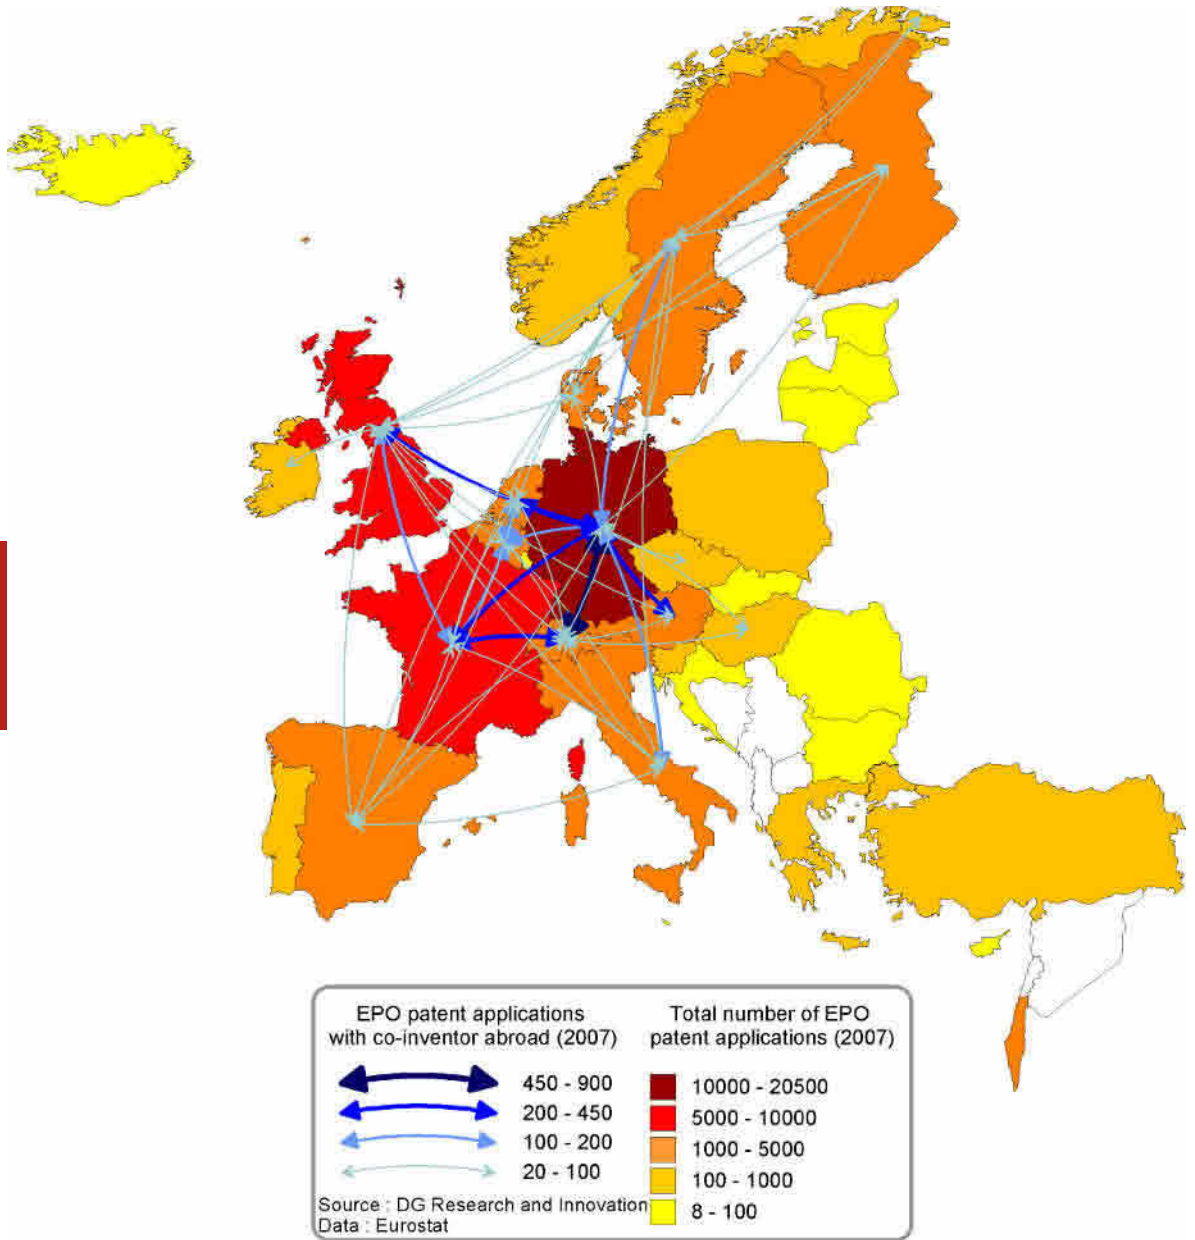 EPO patent applications
with co-inventor abroad (2007)
450 - 900
200 - 450
100 - 200
20 - 100
Source : DG Research and Innovation
Data : Eurostat
Total number of EPO
patent applications (2007)
10000 - 20500
5000 - 10000
1000 - 5000
100 - 1000
8 - 100